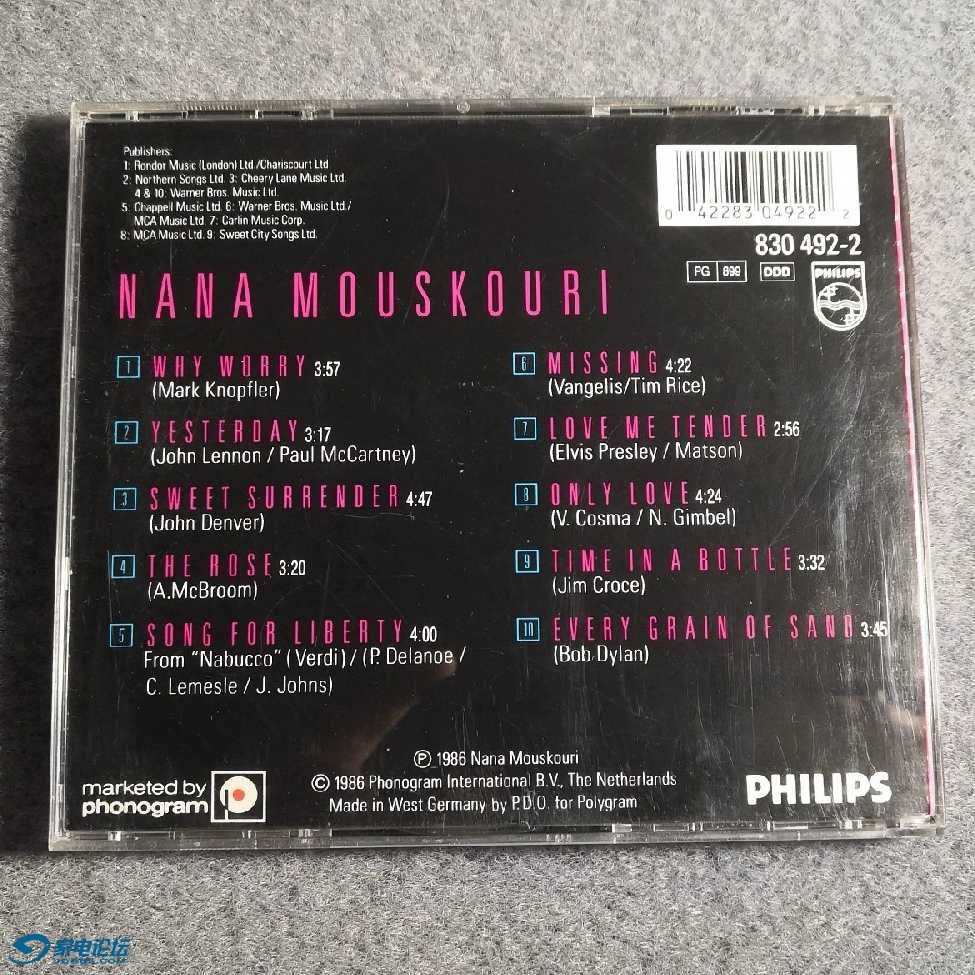 Publishers:
1: Rondor Music (London) Ltd./Chariscourt Ltd
2: Northern Songs Ltd. 3: Cheery Lane Music Ltd.
4 & 10: Warner Bros. Music Ltd.
5: Chappell Music Ltd. 6: Warner Bros. Music Ltd./
MCA Music Ltd. 7: Carlin Music Corp.
8: MCA Music Ltd. 9: Sweet City Songs Ltd.
0 42283 04922 2
830 492-2
PG 899 DDD PHILIPS
NANA MOUSKOURI
1 WHY WORRY 3:57
(Mark Knopfler)
2 YESTERDAY 3:17
(John Lennon / Paul McCartney)
3 SWEET SURRENDER 4:47
(John Denver)
4 THE ROSE 3:20
(A.McBroom)
5 SONG FOR LIBERTY 4:00
From "Nabucco" (Verdi) / (P. Delanoe /
C. Lemesle / J. Johns)
6 MISSING 4:22
(Vangelis/Tim Rice)
7 LOVE ME TENDER 2:56
(Elvis Presley / Matson)
8 ONLY LOVE 4:24
(V. Cosma / N. Gimbel)
9 TIME IN A BOTTLE 3:32
(Jim Croce)
10 EVERY GRAIN OF SAND 3:45
(Bob Dylan)
℗ 1986 Nana Mouskouri
© 1986 Phonogram International B.V., The Netherlands
Made in West Germany by P.D.O. for Polygram
marketed by
phonogram
PHILIPS
家电论坛